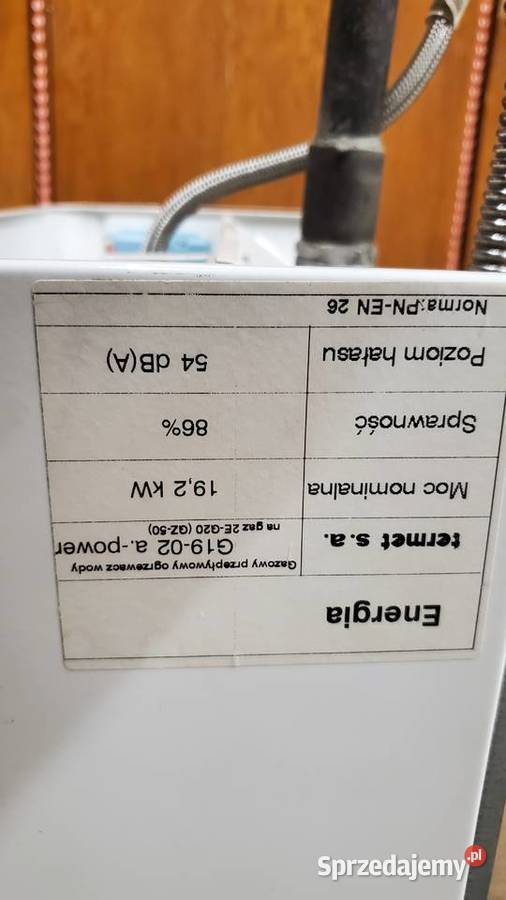 Energia
termet s.a.
Gazowy przepływowy ogrzewacz wody
G19-02 a.-power
na gaz 2E-G20 (GZ-50)
Moc nominalna 19,2 kW
Sprawność 86%
Poziom hałasu 54 dB(A)
Norma:PN-EN 26
Sprzedajemy.pl